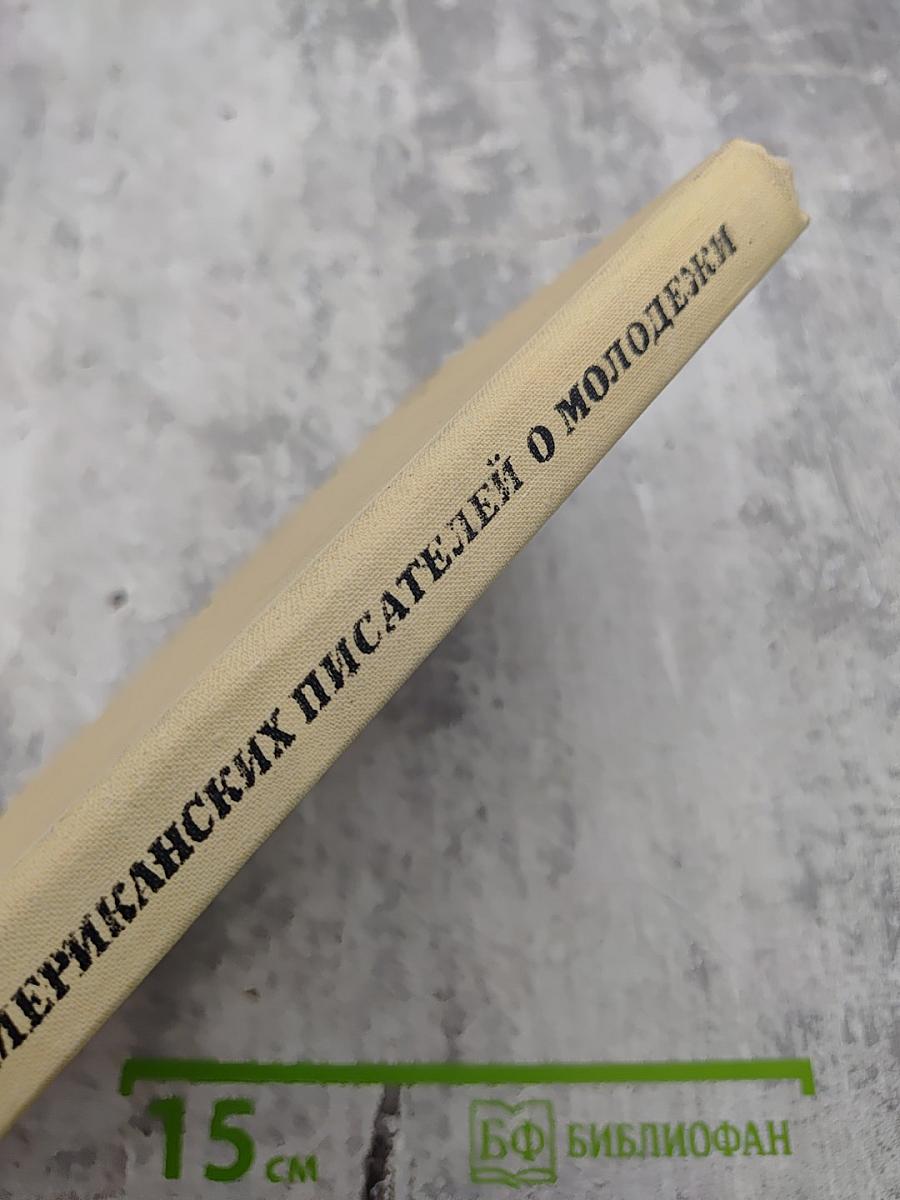 МЕРИКАНСКИХ ПИСАТЕЛЕЙ О МОЛОДЕЖИ
15 см
БФ БИБЛИОФАН